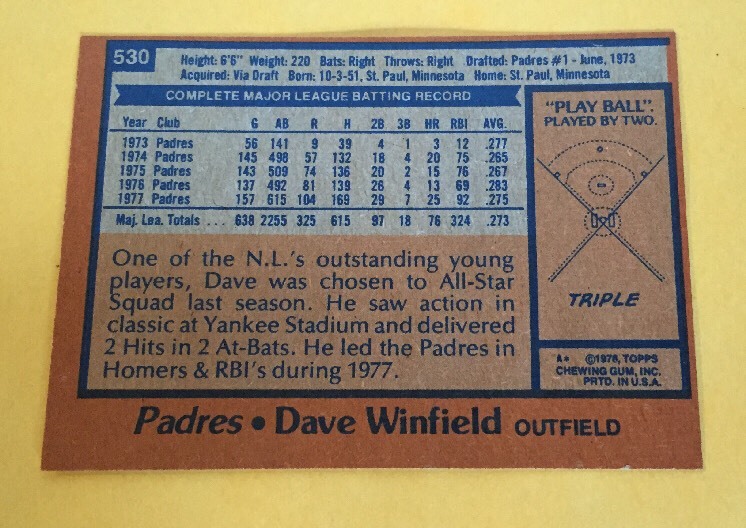 530
Height: 6'6" Weight: 220 Bats: Right Throws: Right Drafted: Padres #1 - June, 1973
Acquired: Via Draft Born: 10-3-51, St. Paul, Minnesota Home: St. Paul, Minnesota
COMPLETE MAJOR LEAGUE BATTING RECORD
Year Club G AB R H 2B 3B HR RBI AVG.
1973 Padres 56 141 9 39 4 1 3 12 .277
1974 Padres 145 498 57 132 18 4 20 75 .265
1975 Padres 143 509 74 136 20 2 15 76 .267
1976 Padres 137 492 81 139 26 4 13 69 .283
1977 Padres 157 615 104 169 29 7 25 92 .275
Maj. Lea. Totals ... 638 2255 325 615 97 18 76 324 .273
One of the N.L.'s outstanding young
players, Dave was chosen to All-Star
Squad last season. He saw action in
classic at Yankee Stadium and delivered
2 Hits in 2 At-Bats. He led the Padres in
Homers & RBI's during 1977.
"PLAY BALL".
PLAYED BY TWO.
TRIPLE
A* ©1978, TOPPS
CHEWING GUM, INC.
PRTD. IN U.S.A.
Padres • Dave Winfield OUTFIELD